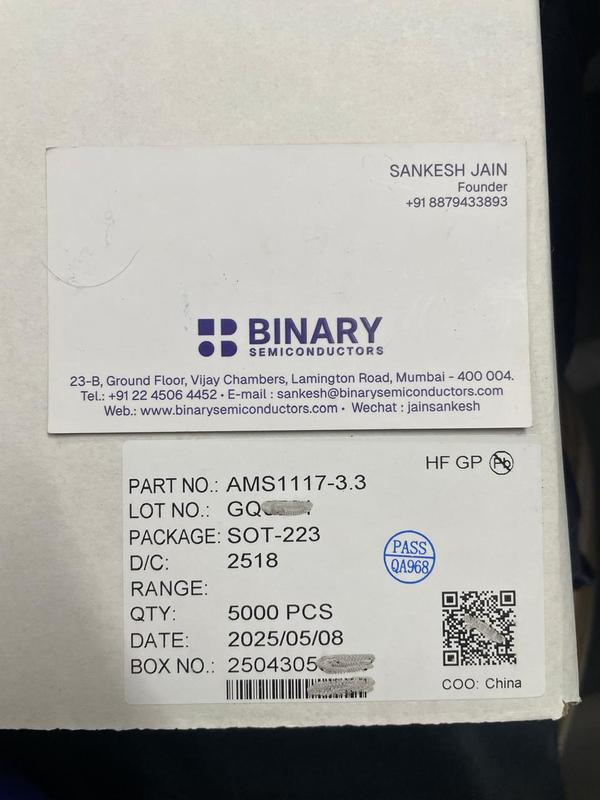 SANKESH JAIN
Founder
+91 8879433893
BINARY
SEMICONDUCTORS
23-B, Ground Floor, Vijay Chambers, Lamington Road, Mumbai - 400 004.
Tel.: +91 22 4506 4452 • E-mail : sankesh@binarysemiconductors.com
Web.: www.binarysemiconductors.com • Wechat : jainsankesh
HF GP Pb
PART NO.: AMS1117-3.3
LOT NO.: GQ
PACKAGE: SOT-223
D/C: 2518
PASS
QA968
RANGE:
QTY: 5000 PCS
DATE: 2025/05/08
BOX NO.: 2504305
COO: China